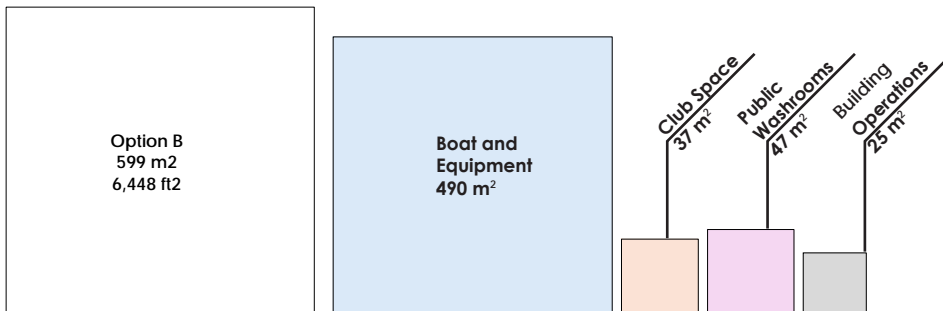 Option B
599 m2
6,448 ft2
Boat and
Equipment
490 m²
Club Space
37 m²
Public
Washrooms
47 m²
Building
Operations
25 m²